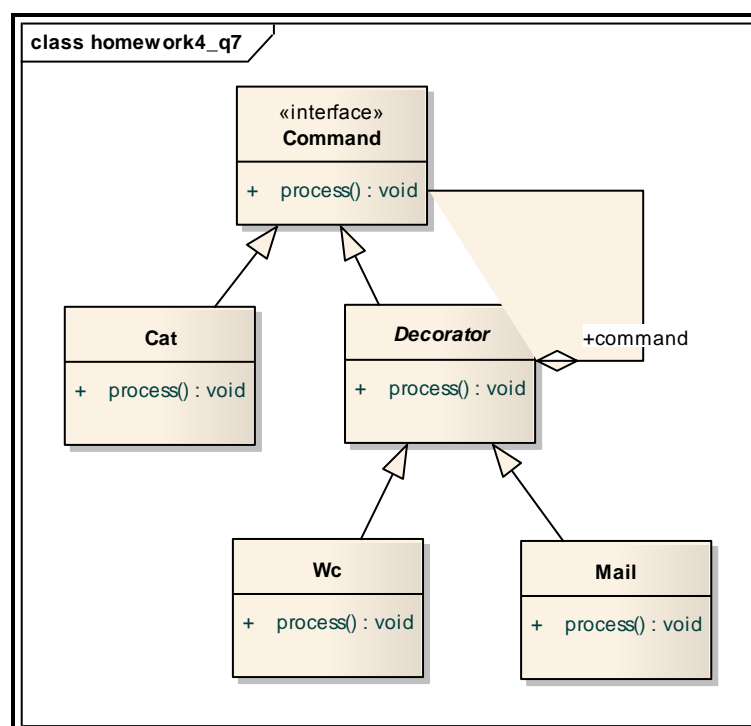 class homework4_q7
«interface»
Command
+ process() : void
Cat
+ process() : void
Decorator
+ process() : void
+command
Wc
+ process() : void
Mail
+ process() : void